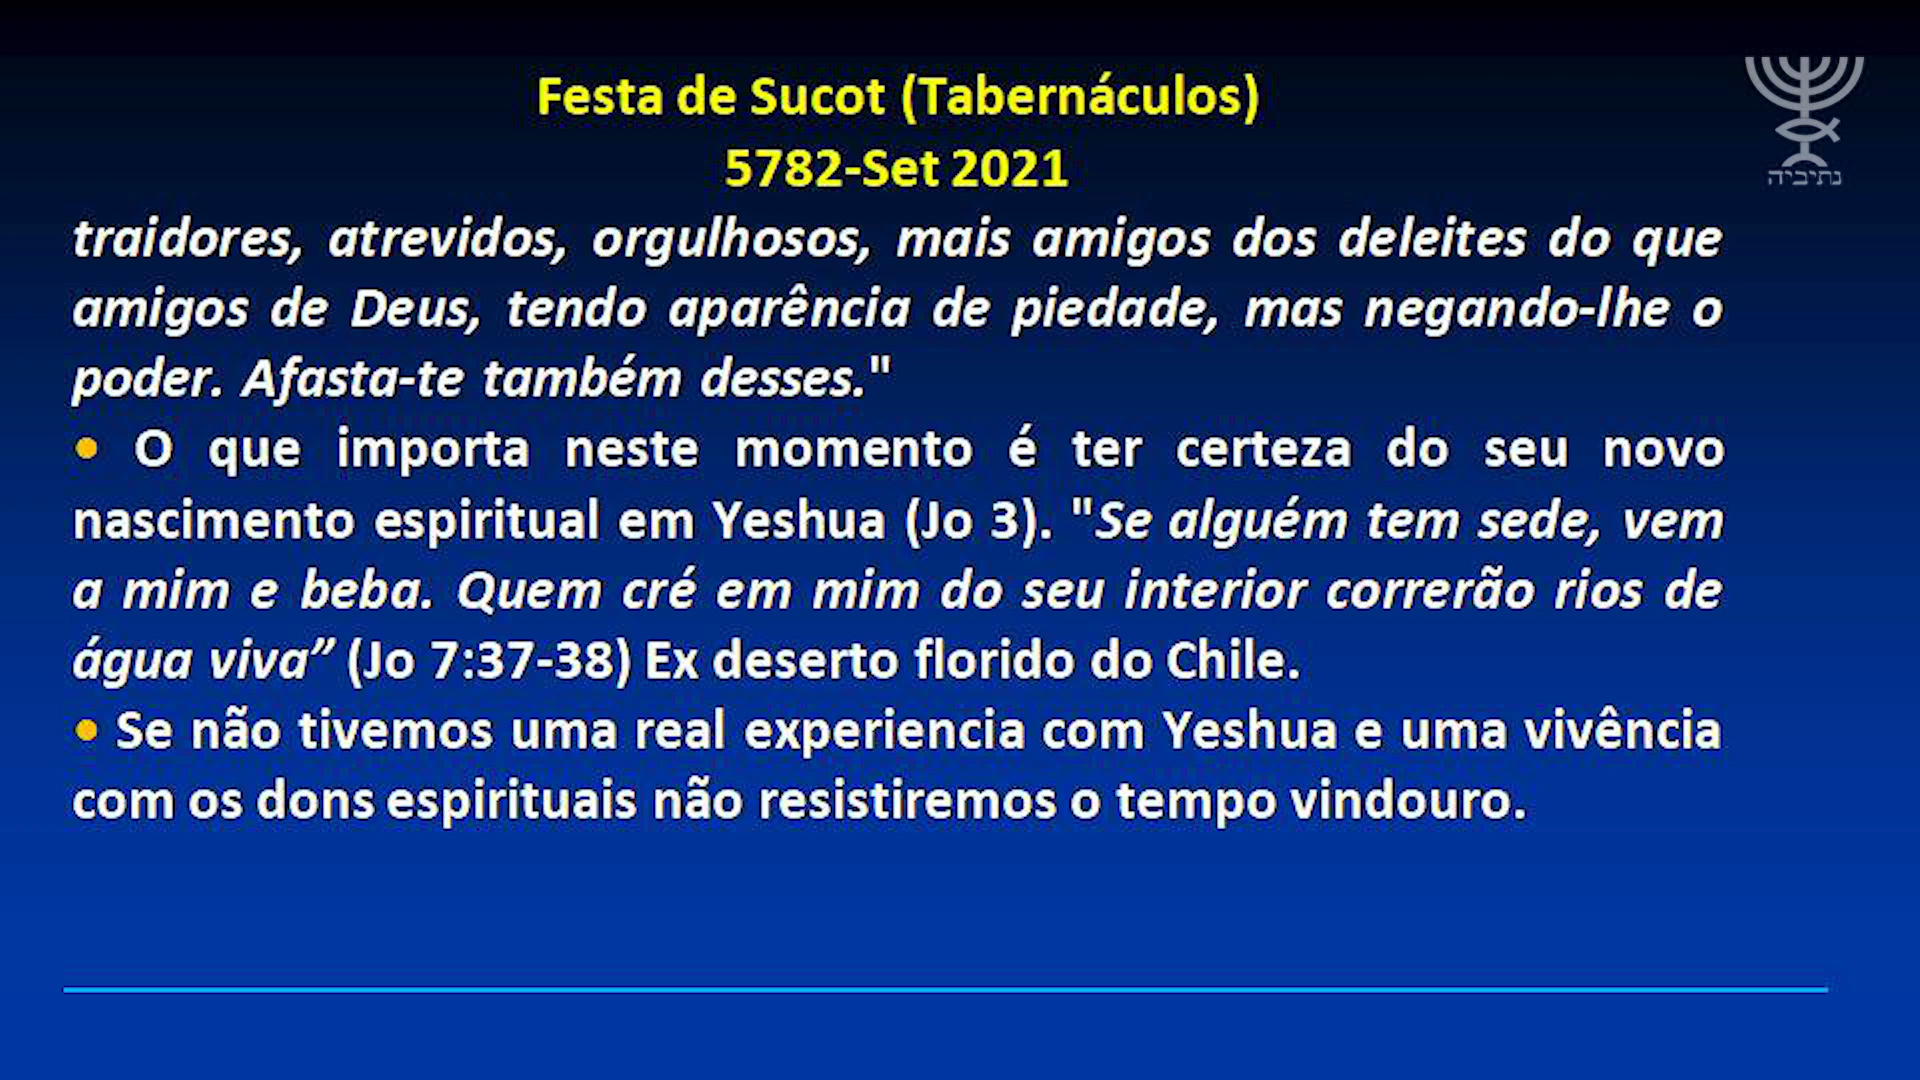 Festa de Sucot (Tabernáculos)
5782-Set 2021
נתיביה
traidores, atrevidos, orgulhosos, mais amigos dos deleites do que
amigos de Deus, tendo aparência de piedade, mas negando-lhe o
poder. Afasta-te também desses."
• O que importa neste momento é ter certeza do seu novo
nascimento espiritual em Yeshua (Jo 3). "Se alguém tem sede, vem
a mim e beba. Quem cré em mim do seu interior correrão rios de
água viva” (Jo 7:37-38) Ex deserto florido do Chile.
• Se não tivemos uma real experiencia com Yeshua e uma vivência
com os dons espirituais não resistiremos o tempo vindouro.